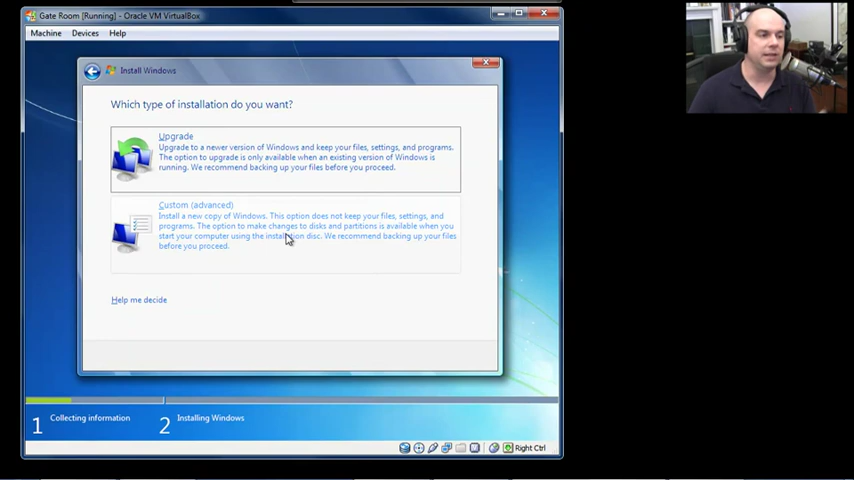 Gate Room [Running] - Oracle VM VirtualBox
Machine Devices Help
Install Windows
Which type of installation do you want?
Upgrade
Upgrade to a newer version of Windows and keep your files, settings, and programs.
The option to upgrade is only available when an existing version of Windows is
running. We recommend backing up your files before you proceed.
Custom (advanced)
Install a new copy of Windows. This option does not keep your files, settings, and
programs. The option to make changes to disks and partitions is available when you
start your computer using the installation disc. We recommend backing up your files
before you proceed.
Help me decide
1 Collecting information 2 Installing Windows
Right Ctrl